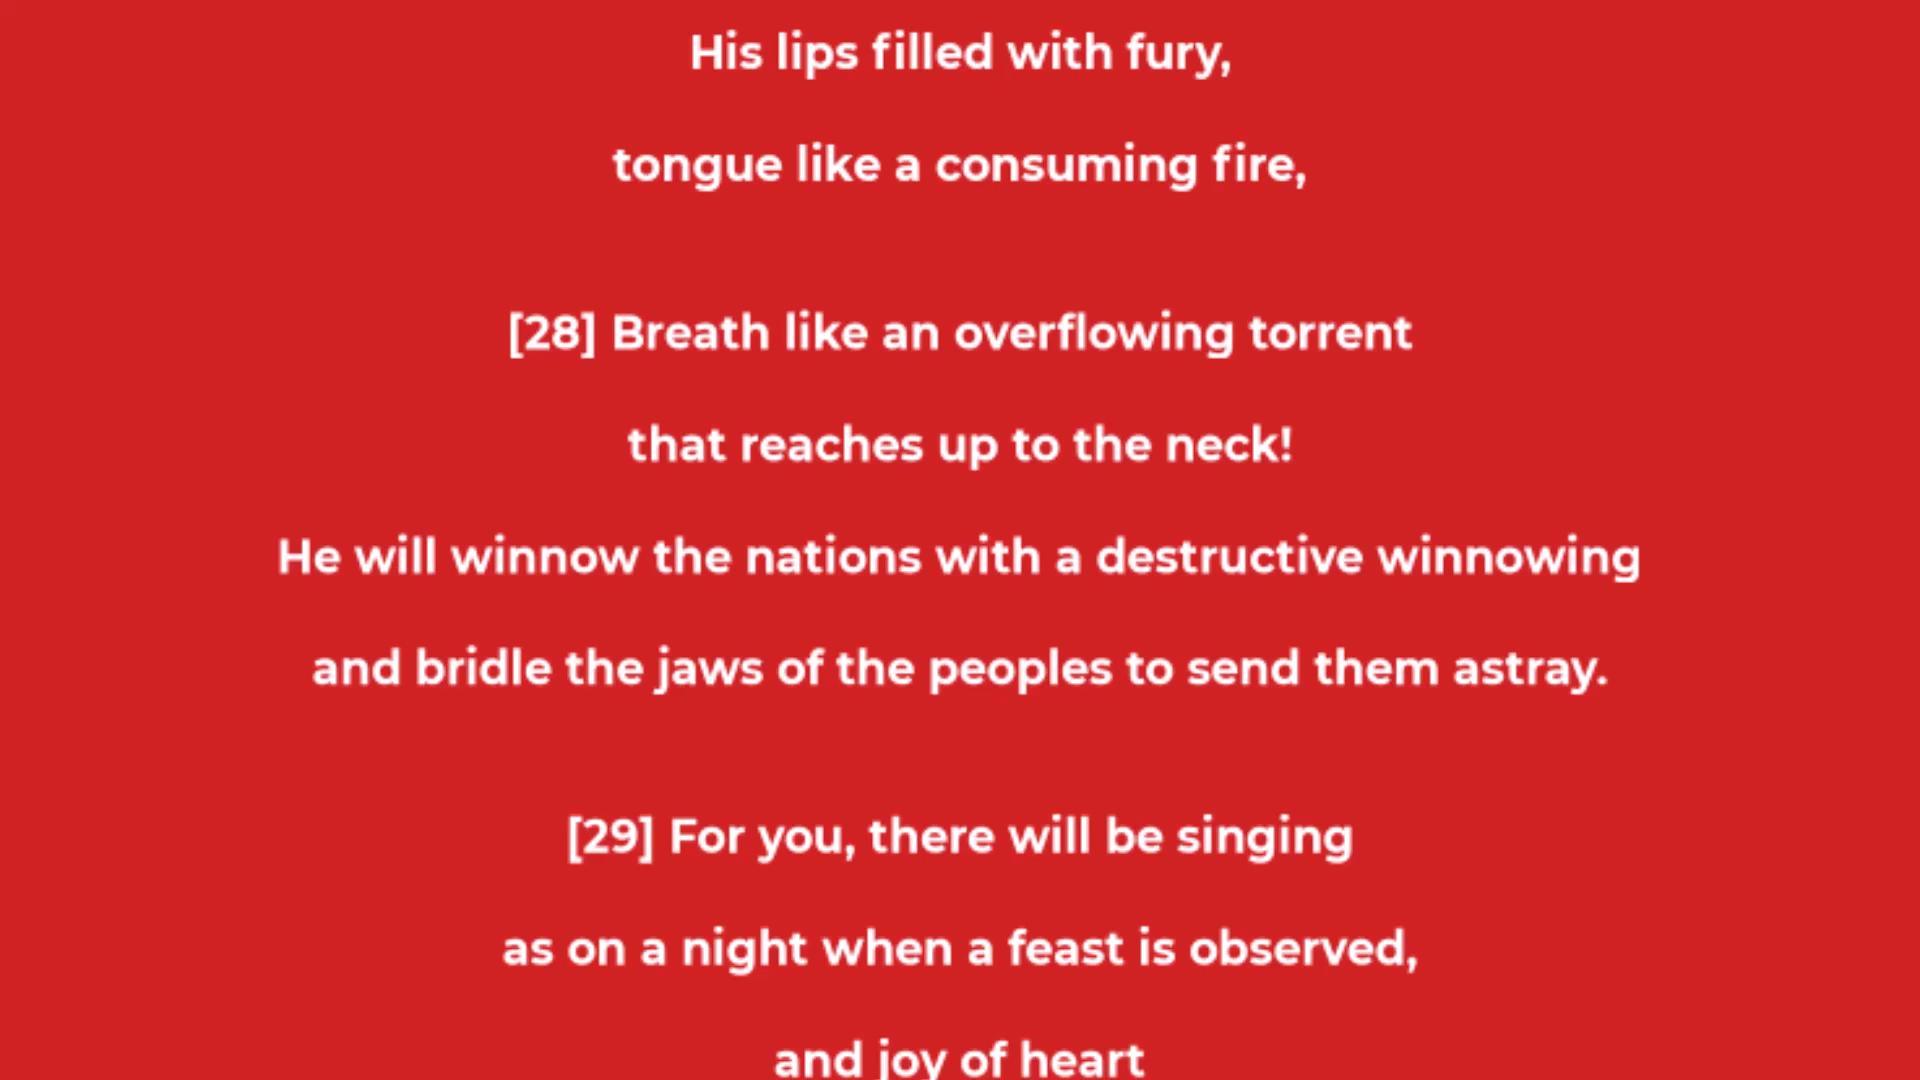 His lips filled with fury,
tongue like a consuming fire,
[28] Breath like an overflowing torrent
that reaches up to the neck!
He will winnow the nations with a destructive winnowing
and bridle the jaws of the peoples to send them astray.
[29] For you, there will be singing
as on a night when a feast is observed,
and joy of heart